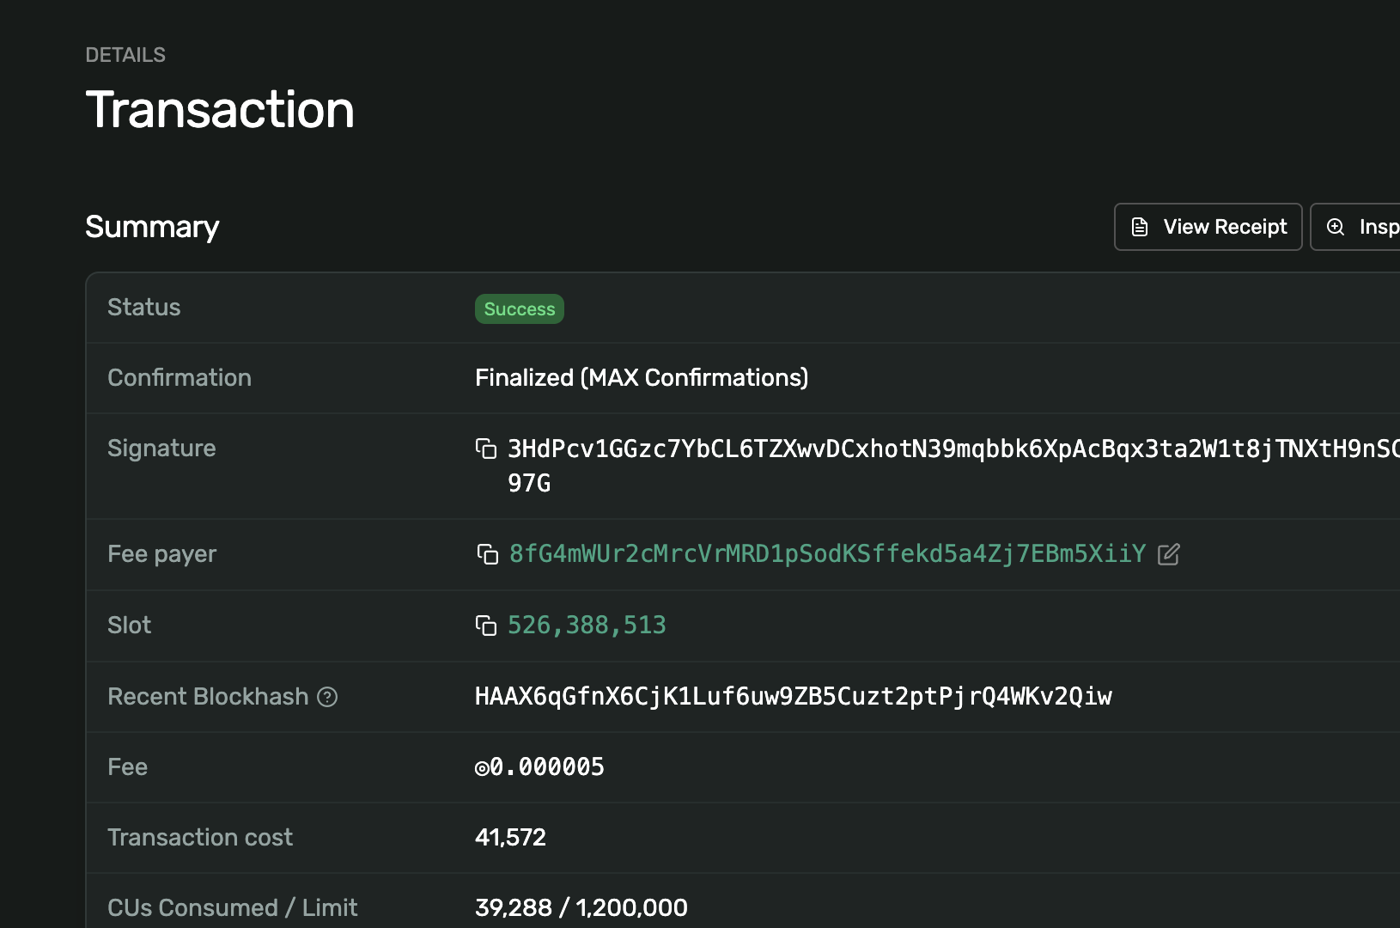 DETAILS
Transaction
Summary
View Receipt
Insp
Status
Success
Confirmation
Finalized (MAX Confirmations)
Signature
3HdPcv1GGzc7YbCL6TZXwvDCxhotN39mqbbk6XpAcBqx3ta2W1t8jTNXtH9nSC
97G
Fee payer
8fG4mWUr2cMrcVrMRD1pSodKSffekd5a4Zj7EBm5XiiY
Slot
526,388,513
Recent Blockhash
HAAX6qGfnX6CjK1Luf6uw9ZB5Cuzt2ptPjrQ4WKv2Qiw
Fee
◎0.000005
Transaction cost
41,572
CUs Consumed / Limit
39,288 / 1,200,000